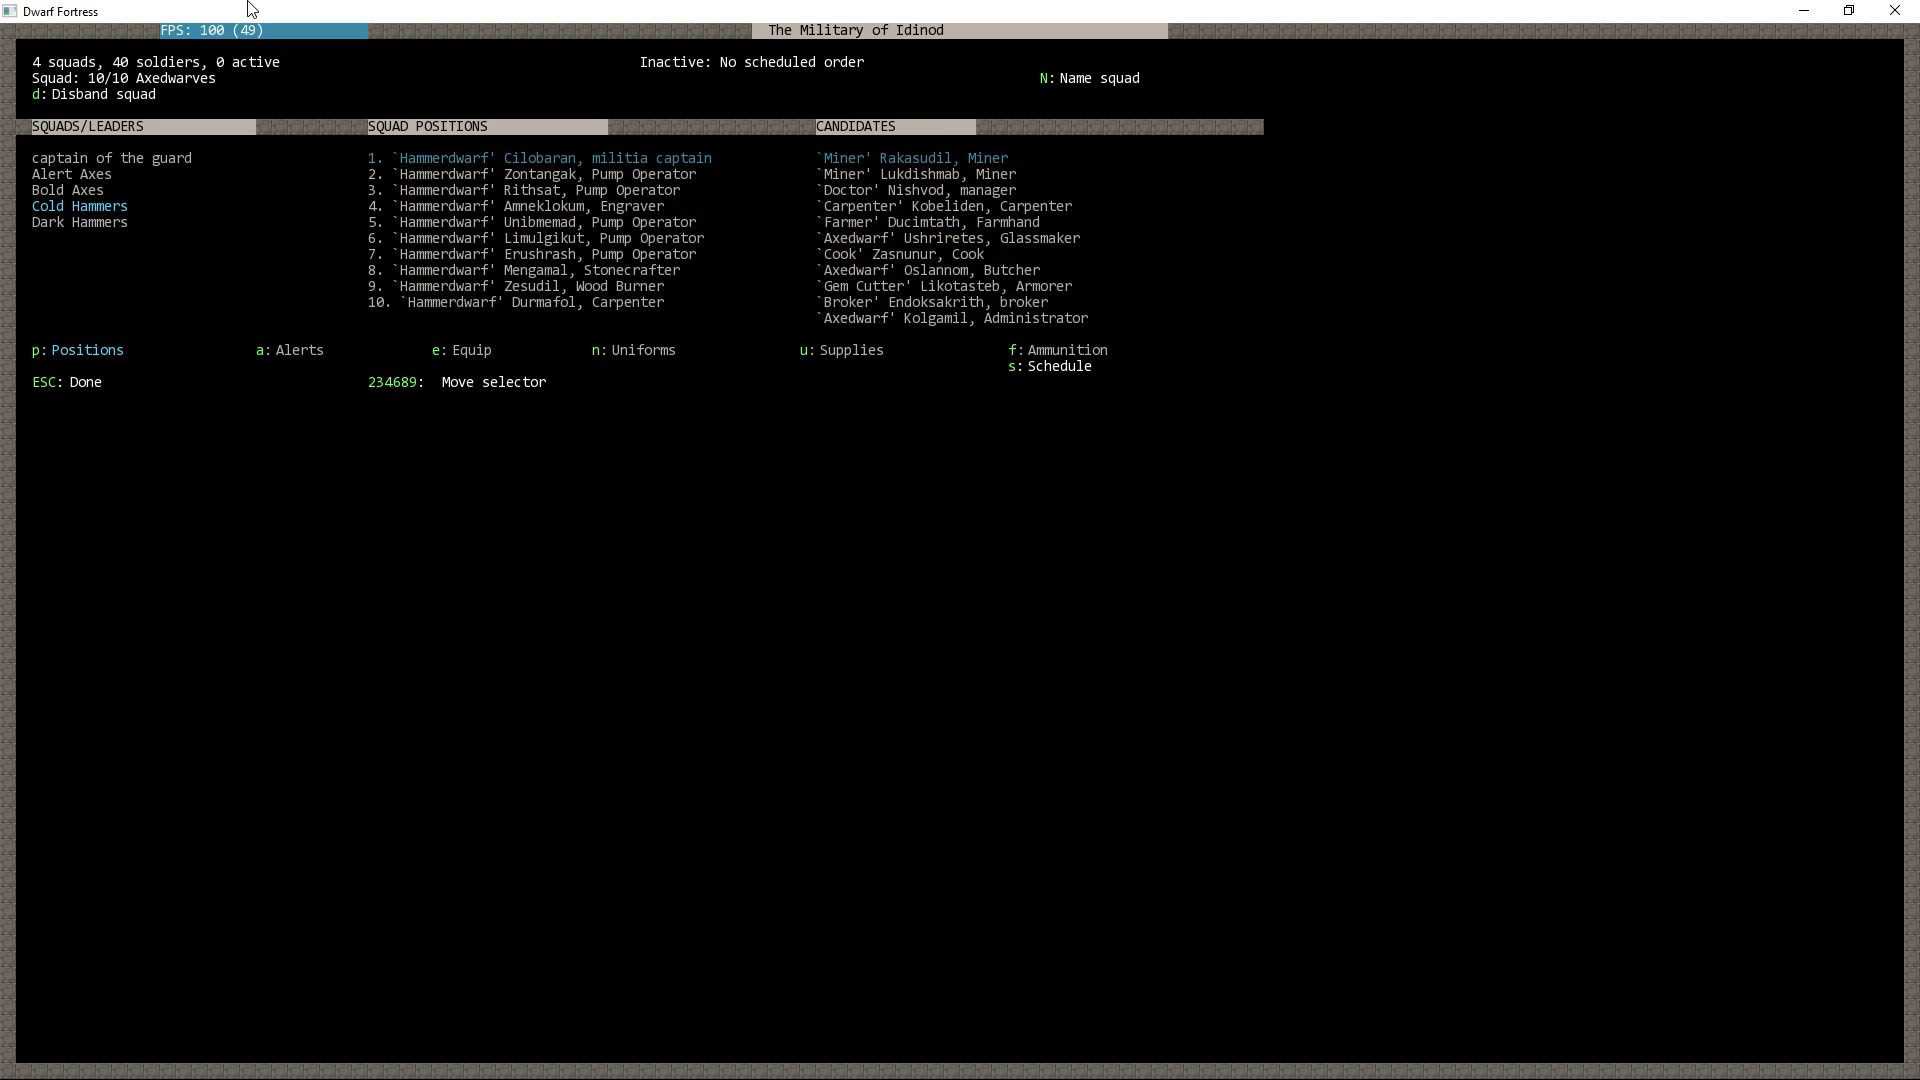 Dwarf Fortress
FPS: 100 (49)
The Military of Idinod
4 squads, 40 soldiers, 0 active
Inactive: No scheduled order
Squad: 10/10 Axedwarves
N: Name squad
d: Disband squad
SQUADS/LEADERS
captain of the guard
Alert Axes
Bold Axes
Cold Hammers
Dark Hammers
SQUAD POSITIONS
1. `Hammerdwarf' Cilobaran, militia captain
2. `Hammerdwarf' Zontangak, Pump Operator
3. `Hammerdwarf' Rithsat, Pump Operator
4. `Hammerdwarf' Amneklokum, Engraver
5. `Hammerdwarf' Unibmemad, Pump Operator
6. `Hammerdwarf' Limulgikut, Pump Operator
7. `Hammerdwarf' Erushrash, Pump Operator
8. `Hammerdwarf' Mengamal, Stonecrafter
9. `Hammerdwarf' Zesudil, Wood Burner
10. `Hammerdwarf' Durmafol, Carpenter
CANDIDATES
`Miner' Rakasudil, Miner
`Miner' Lukdishmab, Miner
`Doctor' Nishvod, manager
`Carpenter' Kobeliden, Carpenter
`Farmer' Ducimtath, Farmhand
`Axedwarf' Ushriretes, Glassmaker
`Cook' Zasnunur, Cook
`Axedwarf' Oslannom, Butcher
`Gem Cutter' Likotasteb, Armorer
`Broker' Endoksakrith, broker
`Axedwarf' Kolgamil, Administrator
p: Positions
a: Alerts
e: Equip
n: Uniforms
u: Supplies
f: Ammunition
s: Schedule
ESC: Done
234689: Move selector